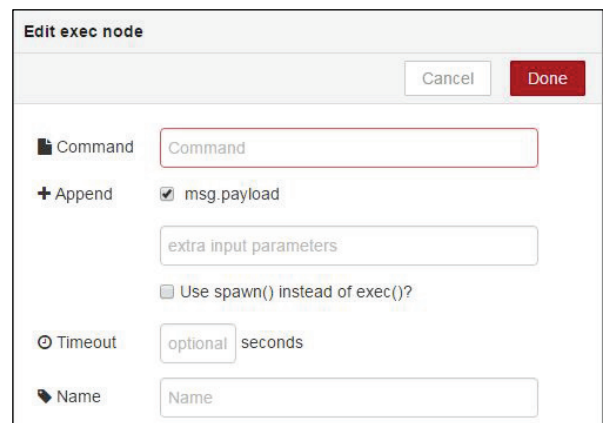 Edit exec node
Cancel Done
Command Command
Append msg.payload
extra input parameters
Use spawn() instead of exec()?
Timeout optional seconds
Name Name